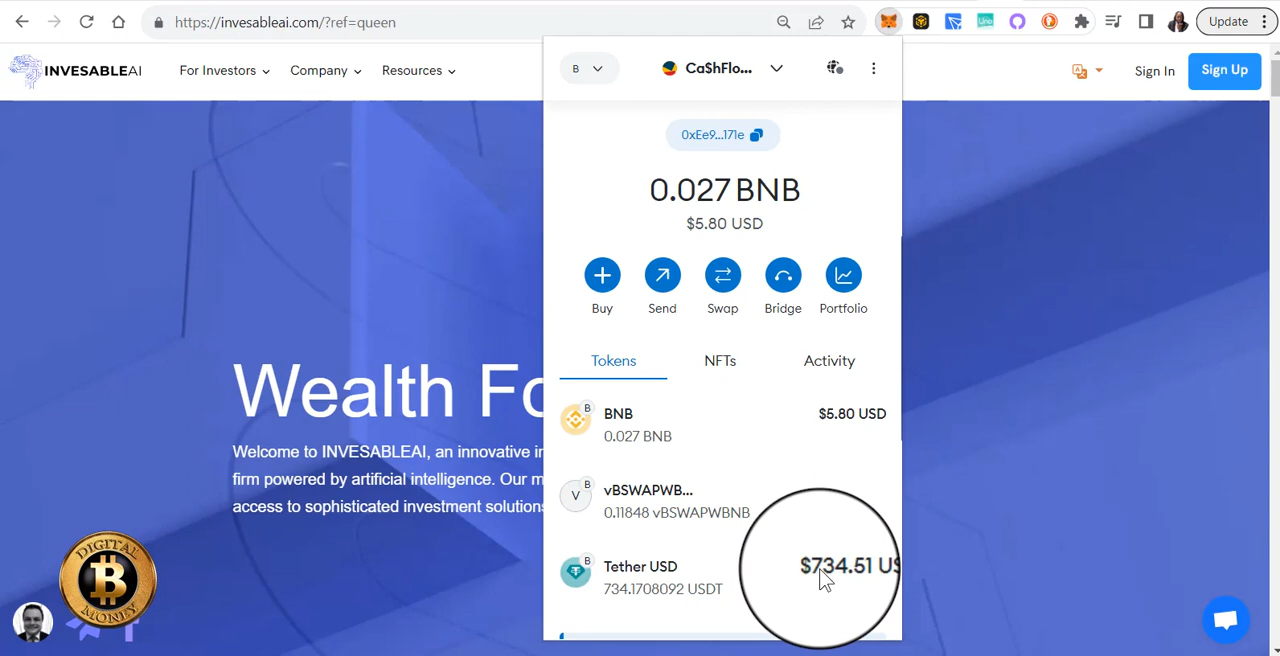 https://invesableai.com/?ref=queen
Update
INVESABLEAI
For Investors
Company
Resources
Sign In
Sign Up
B
Ca$hFlo...
0xEe9...171e
0.027 BNB
$5.80 USD
Buy
Send
Swap
Bridge
Portfolio
Tokens
NFTs
Activity
B
BNB
$5.80 USD
0.027 BNB
B
V
vBSWAPWB...
0.11848 vBSWAPWBNB
B
Tether USD
$734.51 US
734.1708092 USDT
Wealth Fo
Welcome to INVESABLEAI, an innovative in
firm powered by artificial intelligence. Our m
access to sophisticated investment solutions
DIGITAL
MONEY